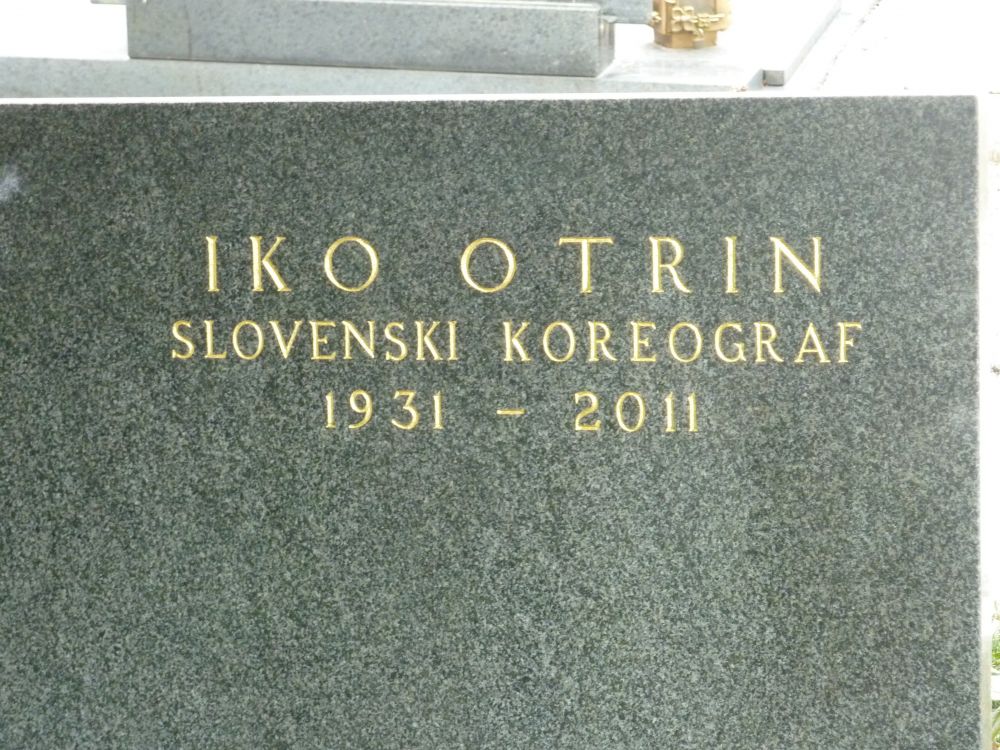 IKO OTRIN
SLOVENSKI KOREOGRAF
1931 – 2011